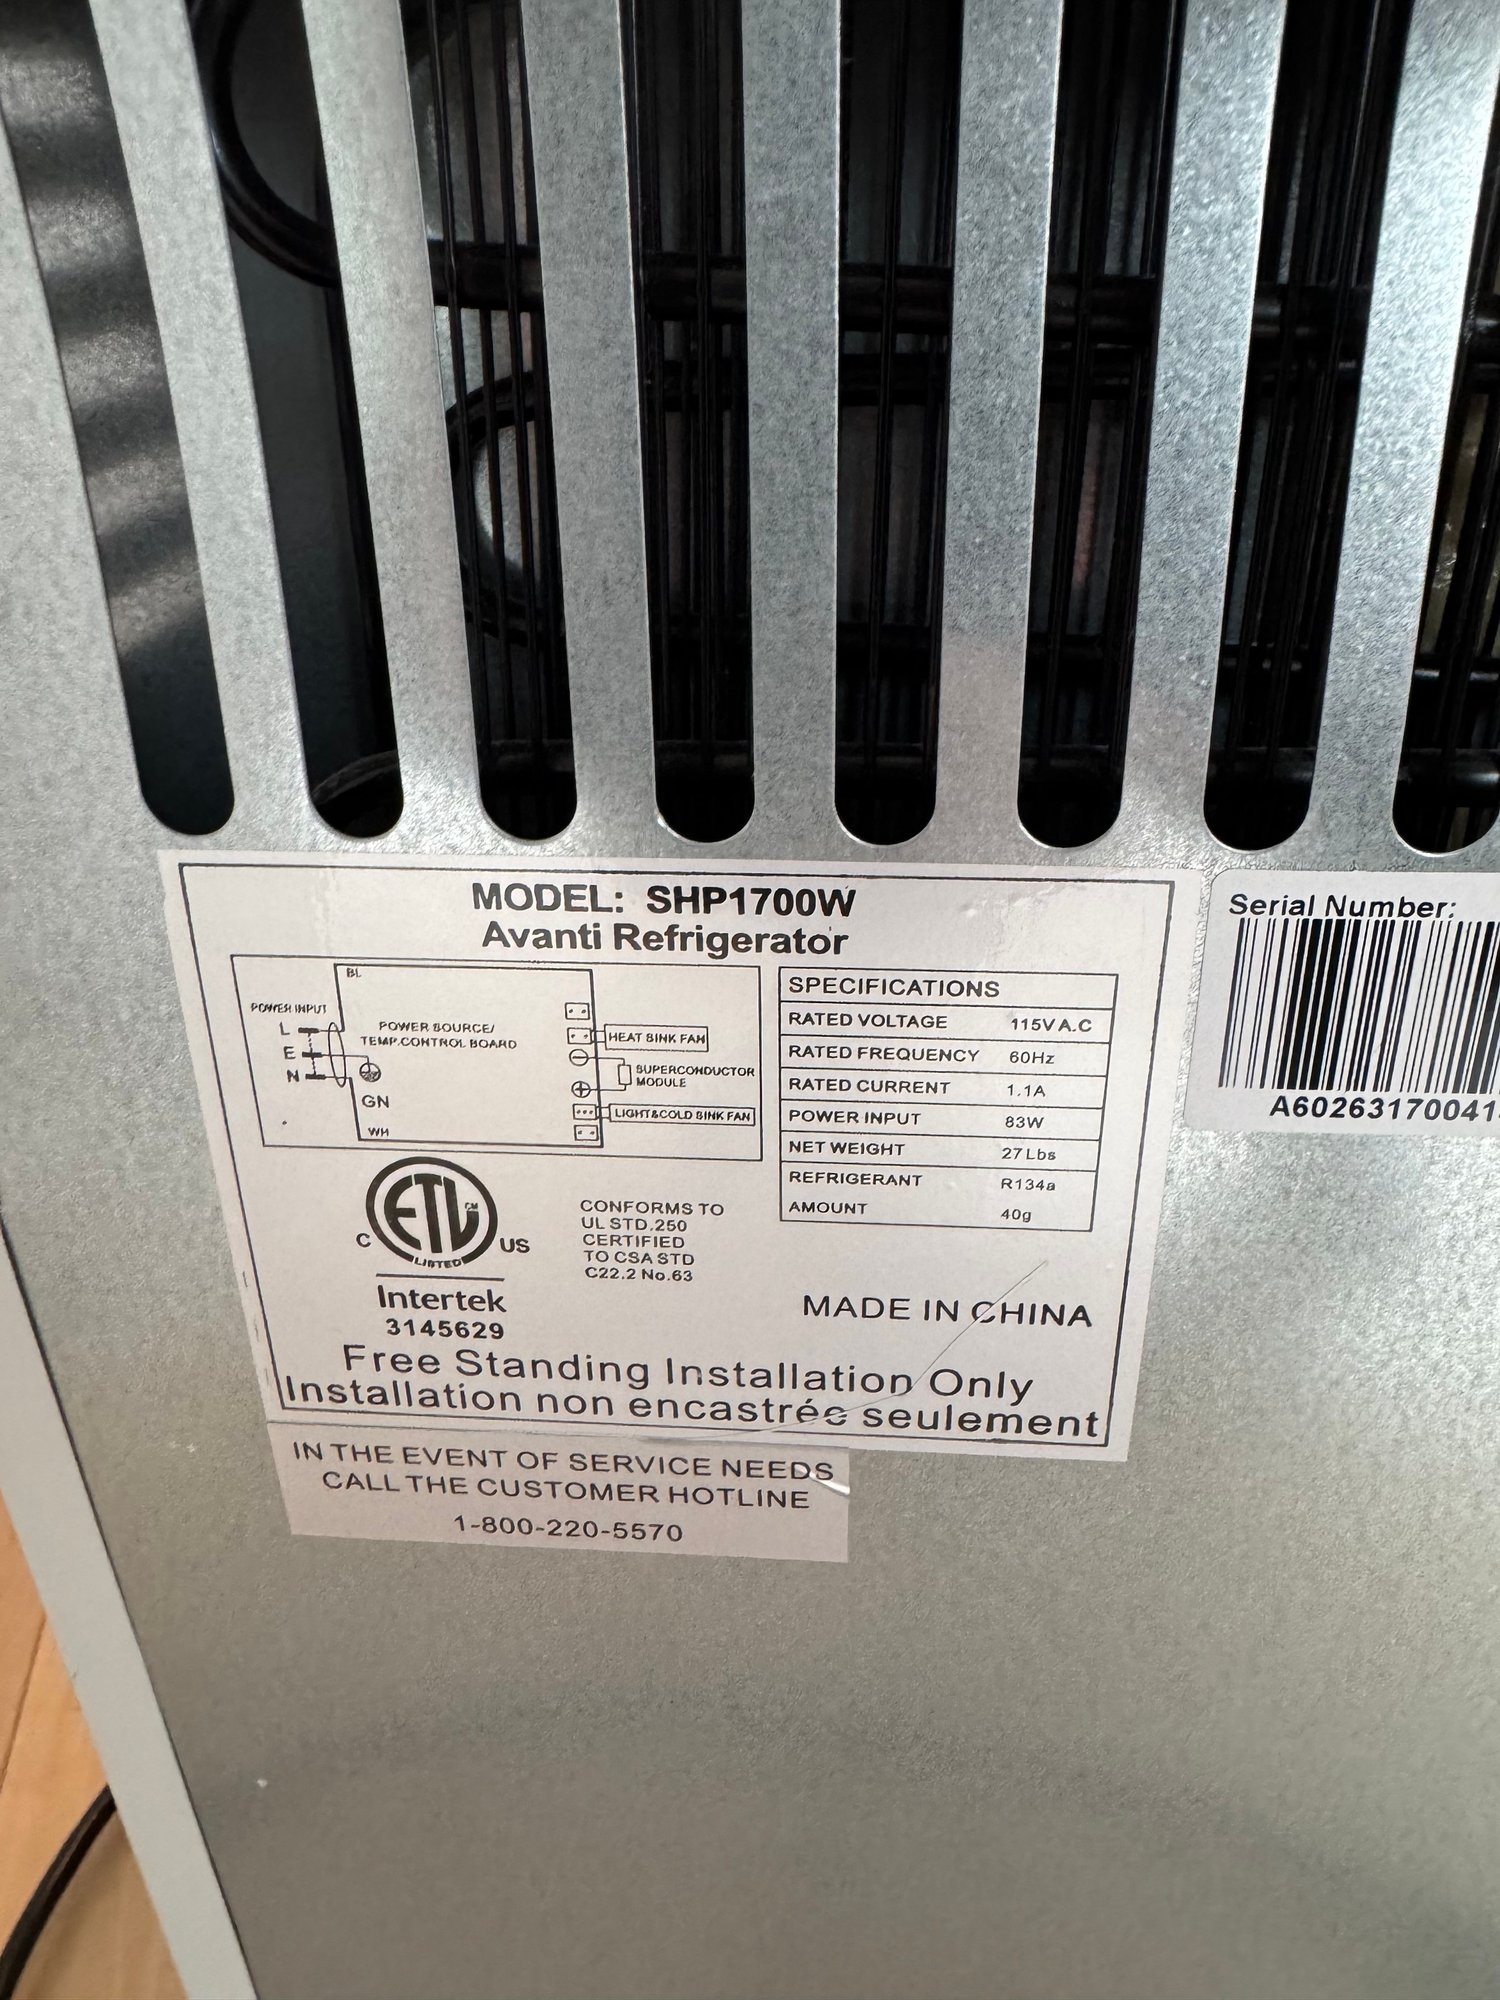 MODEL: SHP1700W
Avanti Refrigerator
BL
POWER INPUT
L
E
N
POWER SOURCE/
TEMP.CONTROL BOARD
GN
WH
HEAT SINK FAN
SUPERCONDUCTOR
MODULE
LIGHT&COLD SINK FAN
SPECIFICATIONS
RATED VOLTAGE 115V A.C
RATED FREQUENCY 60Hz
RATED CURRENT 1.1A
POWER INPUT 83W
NET WEIGHT 27Lbs
REFRIGERANT R134a
AMOUNT 40g
ETL CM
LISTED
C US
Intertek
3145629
CONFORMS TO
UL STD.250
CERTIFIED
TO CSA STD
C22.2 No.63
MADE IN CHINA
Free Standing Installation Only
Installation non encastrée seulement
IN THE EVENT OF SERVICE NEEDS
CALL THE CUSTOMER HOTLINE
1-800-220-5570
Serial Number:
A60263170041